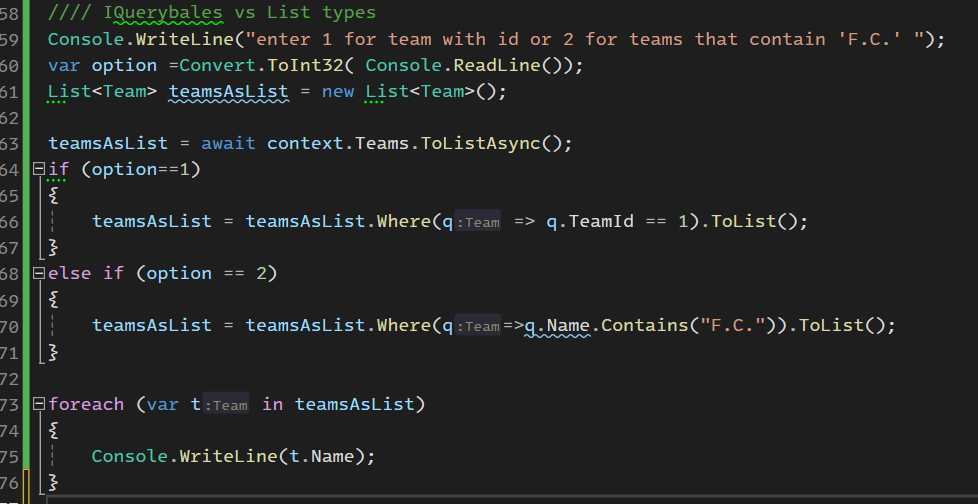 58 //// IQuerybales vs List types
59 Console.WriteLine("enter 1 for team with id or 2 for teams that contain 'F.C.' ");
60 var option =Convert.ToInt32( Console.ReadLine());
61 List<Team> teamsAsList = new List<Team>();
62
63 teamsAsList = await context.Teams.ToListAsync();
64 if (option==1)
65 {
66 teamsAsList = teamsAsList.Where(q :Team => q.TeamId == 1).ToList();
67 }
68 else if (option == 2)
69 {
70 teamsAsList = teamsAsList.Where(q :Team =>q.Name.Contains("F.C.")).ToList();
71 }
72
73 foreach (var t :Team in teamsAsList)
74 {
75 Console.WriteLine(t.Name);
76 }